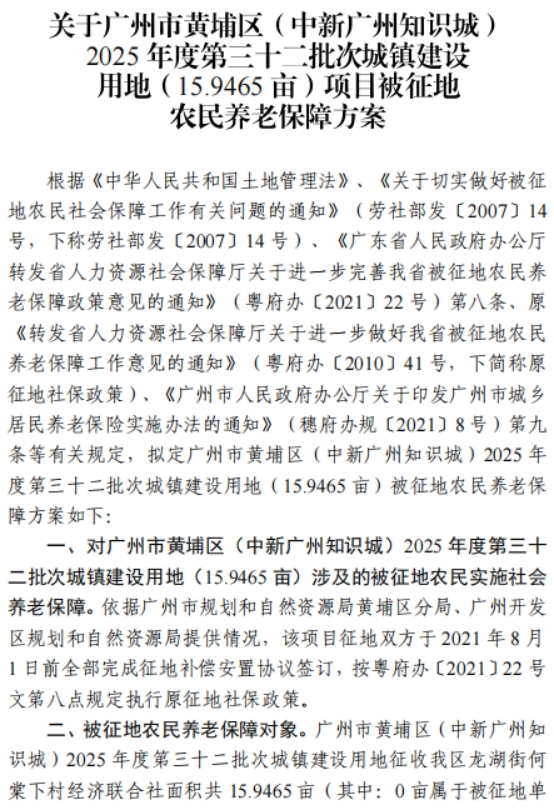 关于广州市黄埔区（中新广州知识城）
2025 年度第三十二批次城镇建设
用地（15.9465 亩）项目被征地
农民养老保障方案
根据《中华人民共和国土地管理法》、《关于切实做好被征
地农民社会保障工作有关问题的通知》（劳社部发〔2007〕14
号，下称劳社部发〔2007〕14 号）、《广东省人民政府办公厅
转发省人力资源社会保障厅关于进一步完善我省被征地农民养
老保障政策意见的通知》（粤府办〔2021〕22 号）第八条、原
《转发省人力资源社会保障厅关于进一步做好我省被征地农民
养老保障工作意见的通知》（粤府办〔2010〕41 号，下简称原
征地社保政策）、《广州市人民政府办公厅关于印发广州市城乡
居民养老保险实施办法的通知》（穗府办规〔2021〕8 号）第九
条等有关规定，拟定广州市黄埔区（中新广州知识城）2025 年
度第三十二批次城镇建设用地（15.9465 亩）被征地农民养老保
障方案如下：
一、对广州市黄埔区（中新广州知识城）2025 年度第三十
二批次城镇建设用地（15.9465 亩）涉及的被征地农民实施社会
养老保障。依据广州市规划和自然资源局黄埔区分局、广州开发
区规划和自然资源局提供情况，该项目征地双方于 2021 年 8 月
1 日前全部完成征地补偿安置协议签订，按粤府办〔2021〕22 号
文第八点规定执行原征地社保政策。
二、被征地农民养老保障对象。广州市黄埔区（中新广州知
识城）2025 年度第三十二批次城镇建设用地征收我区龙湖街何
棠下村经济联合社面积共 15.9465 亩（其中：0 亩属于被征地单